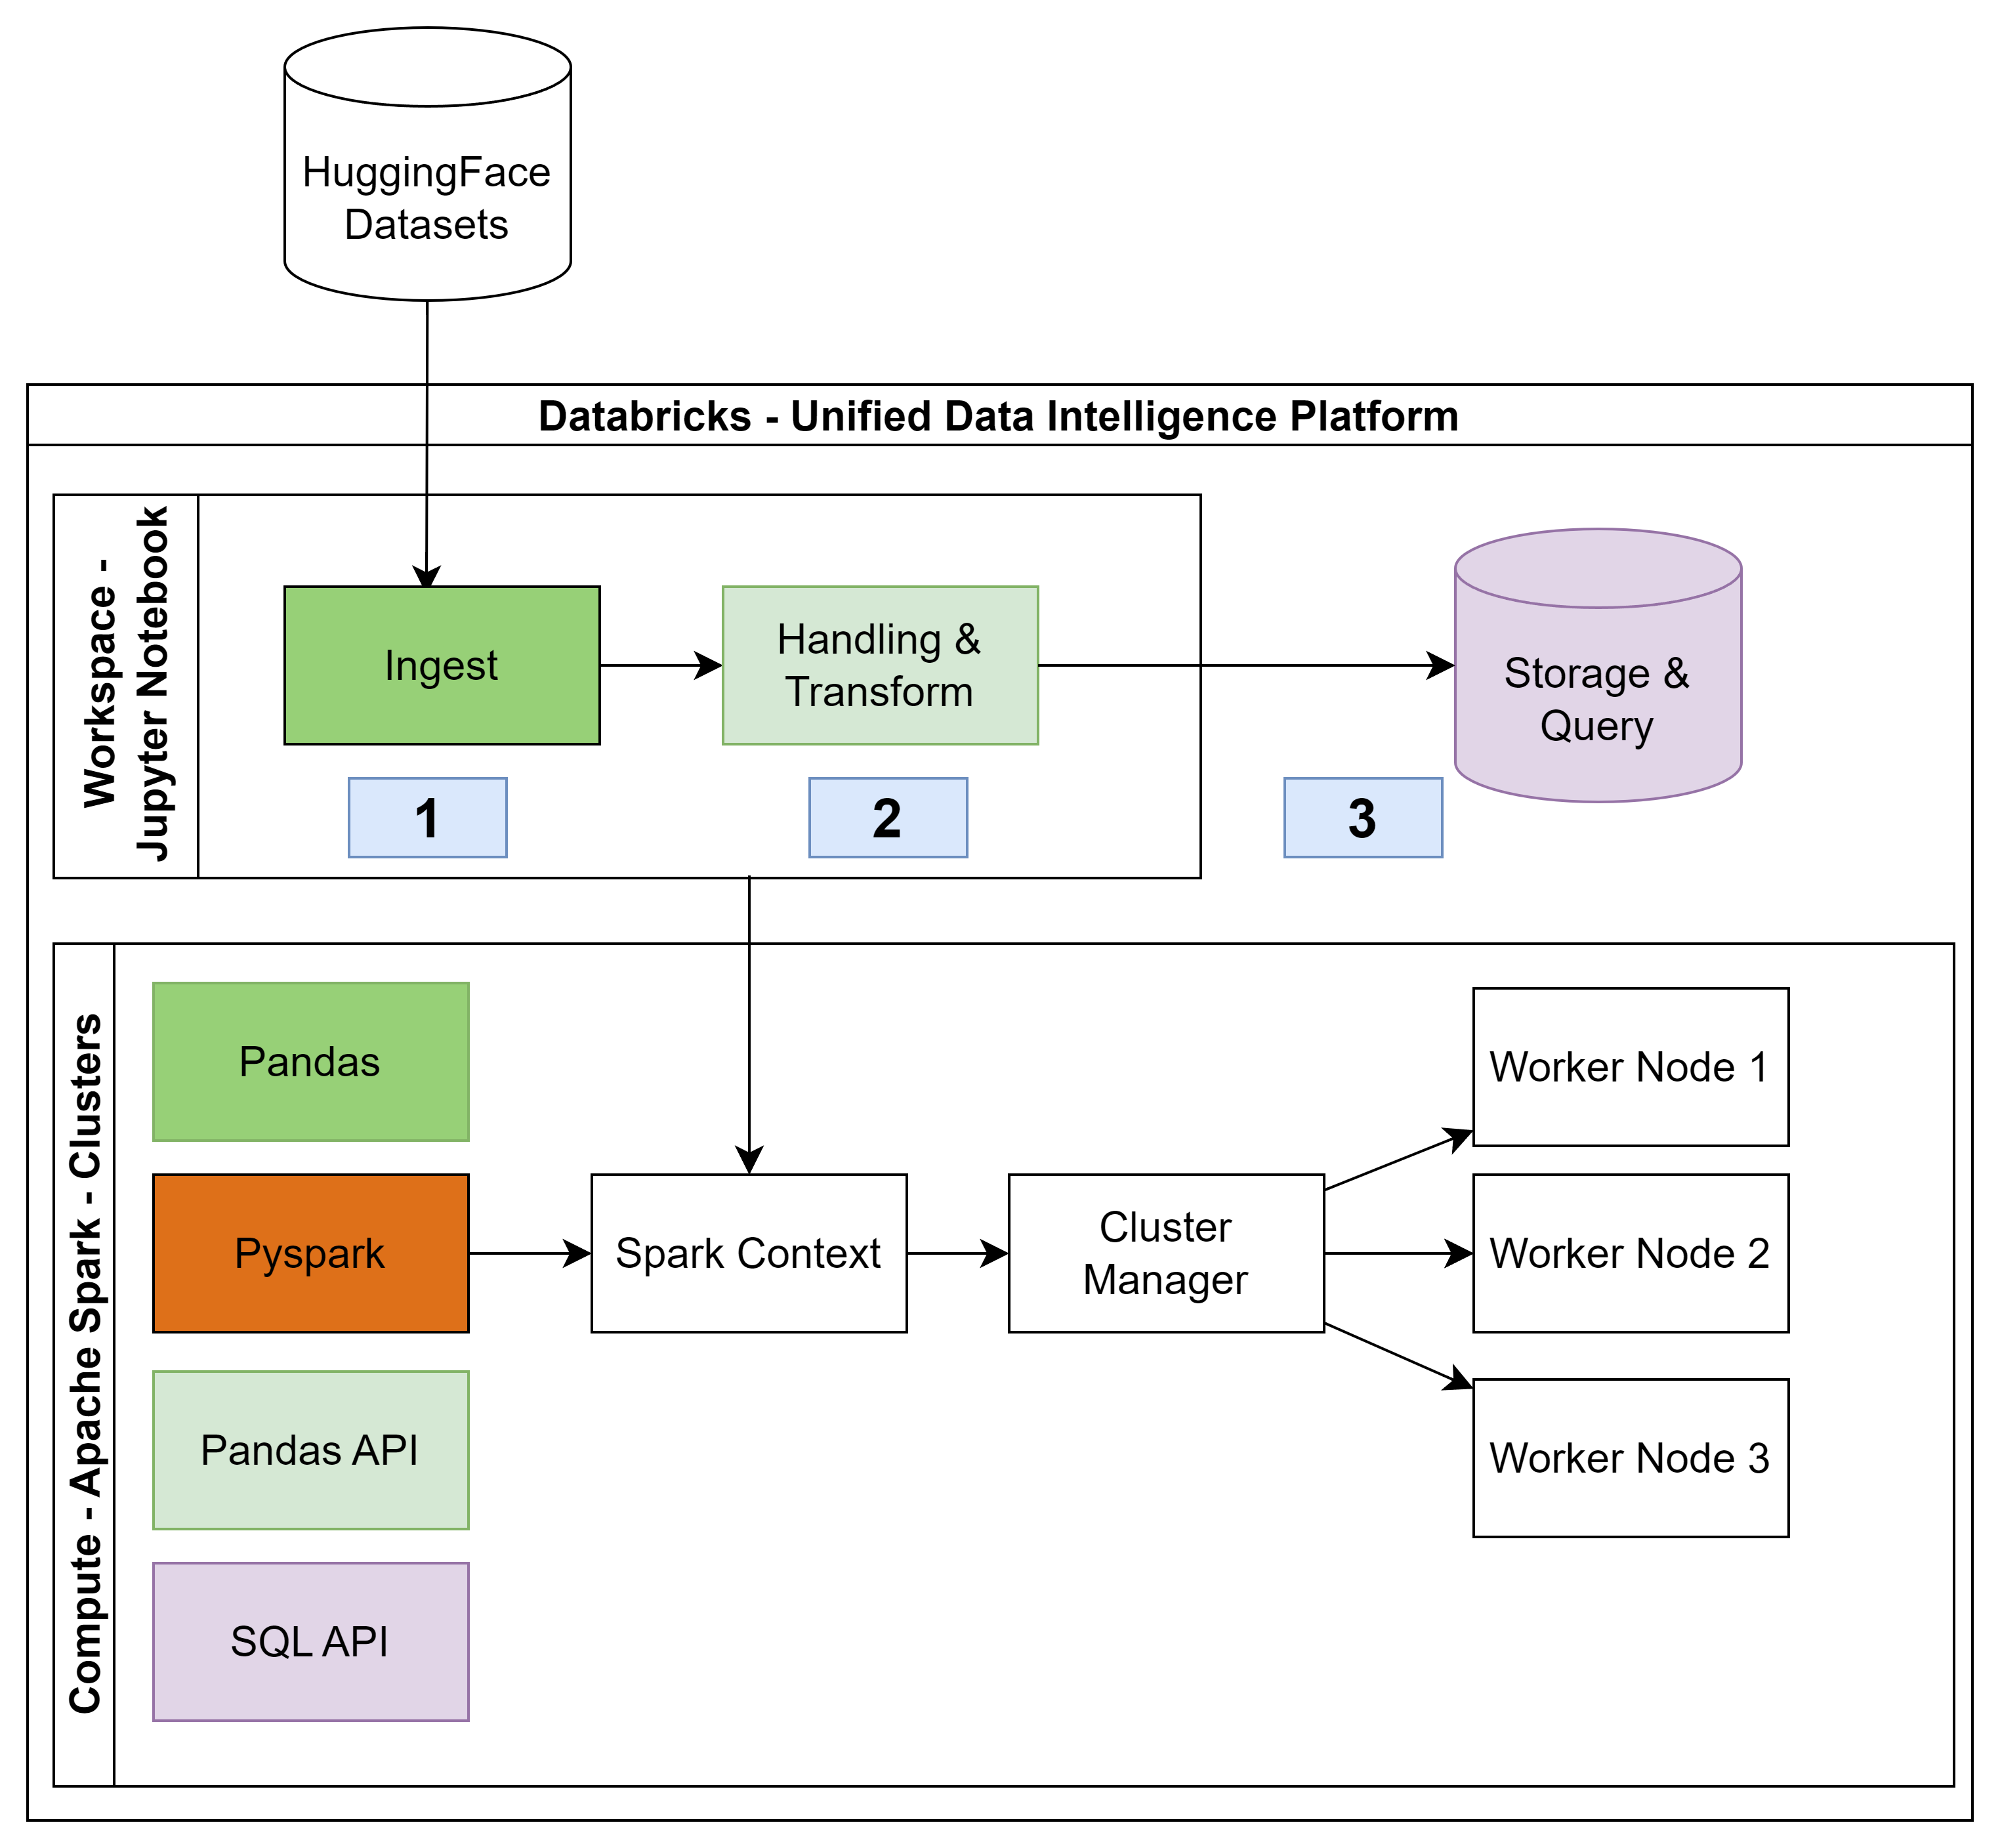 HuggingFace
Datasets
Databricks - Unified Data Intelligence Platform
Workspace -
Jupyter Notebook
Ingest
Handling &
Transform
Storage &
Query
1
2
3
Compute - Apache Spark - Clusters
Pandas
Pyspark
Pandas API
SQL API
Spark Context
Cluster
Manager
Worker Node 1
Worker Node 2
Worker Node 3